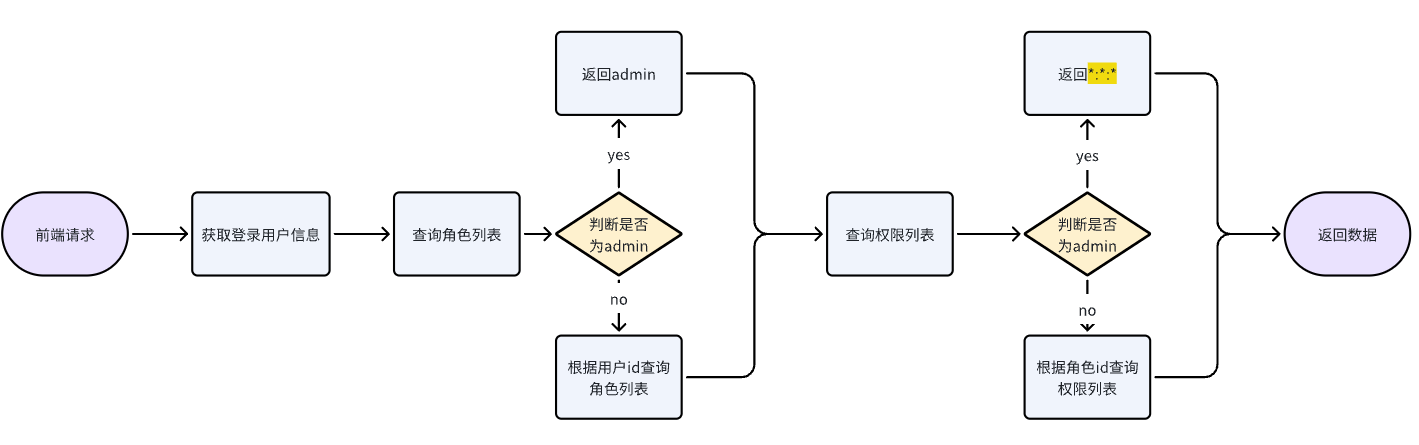 前端请求
获取登录用户信息
查询角色列表
判断是否
为admin
yes
返回admin
no
根据用户id查询
角色列表
查询权限列表
判断是否
为admin
yes
返回*:*:*
no
根据角色id查询
权限列表
返回数据